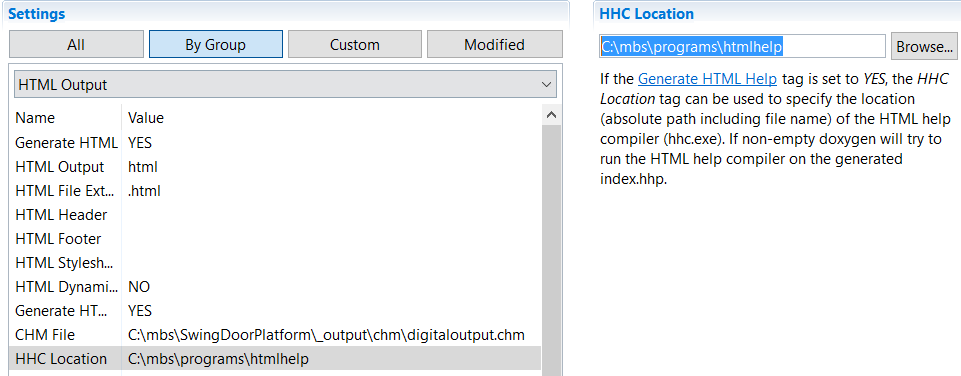 Settings
All
By Group
Custom
Modified
HTML Output
Name Value
Generate HTML YES
HTML Output html
HTML File Ext... .html
HTML Header
HTML Footer
HTML Stylesh...
HTML Dynami... NO
Generate HT... YES
CHM File C:\mbs\SwingDoorPlatform\_output\chm\digitaloutput.chm
HHC Location C:\mbs\programs\htmlhelp
HHC Location
C:\mbs\programs\htmlhelp
Browse...
If the Generate HTML Help tag is set to YES, the HHC
Location tag can be used to specify the location
(absolute path including file name) of the HTML help
compiler (hhc.exe). If non-empty doxygen will try to
run the HTML help compiler on the generated
index.hhp.